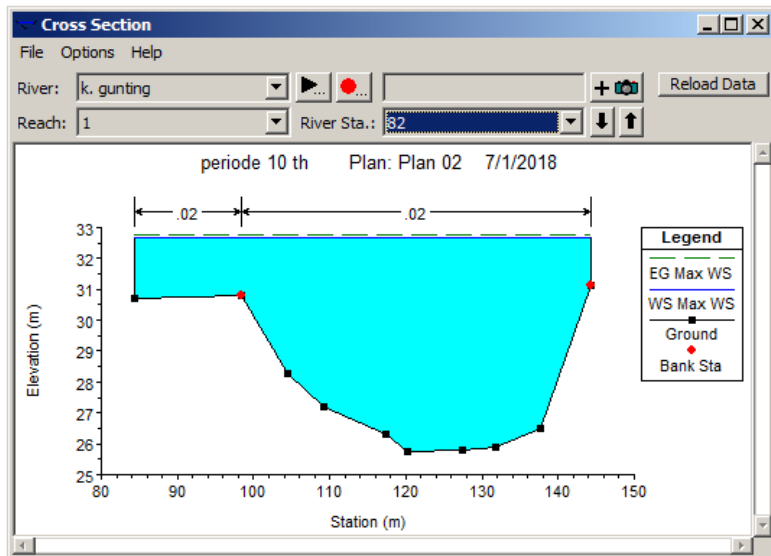 Cross Section
File Options Help
River: k. gunting
Reload Data
Reach: 1 River Sta.: 82
periode 10 th Plan: Plan 02 7/1/2018
.02 .02
33
32
31
30
29
28
27
26
25
Elevation (m)
80 90 100 110 120 130 140 150
Station (m)
Legend
EG Max WS
WS Max WS
Ground
Bank Sta